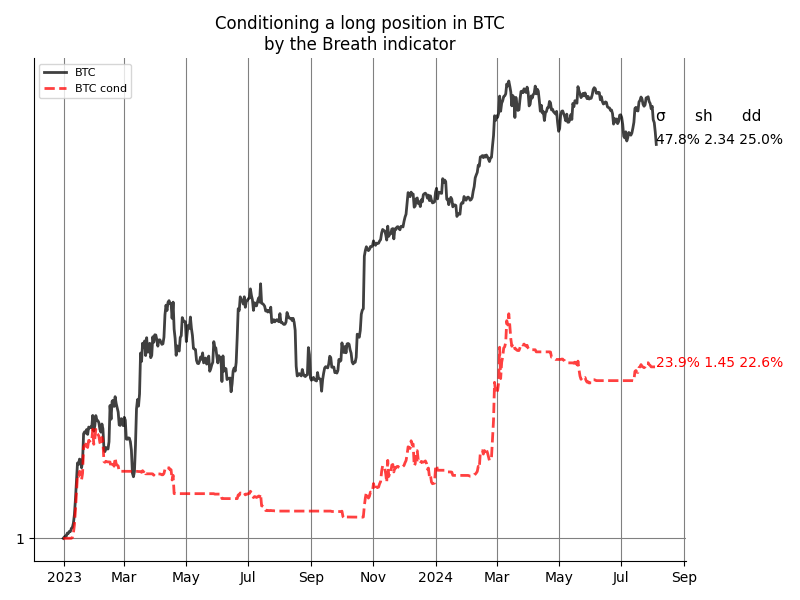 Conditioning a long position in BTC
by the Breath indicator
BTC
BTC cond
σ sh dd
47.8% 2.34 25.0%
23.9% 1.45 22.6%
1
2023 Mar May Jul Sep Nov 2024 Mar May Jul Sep